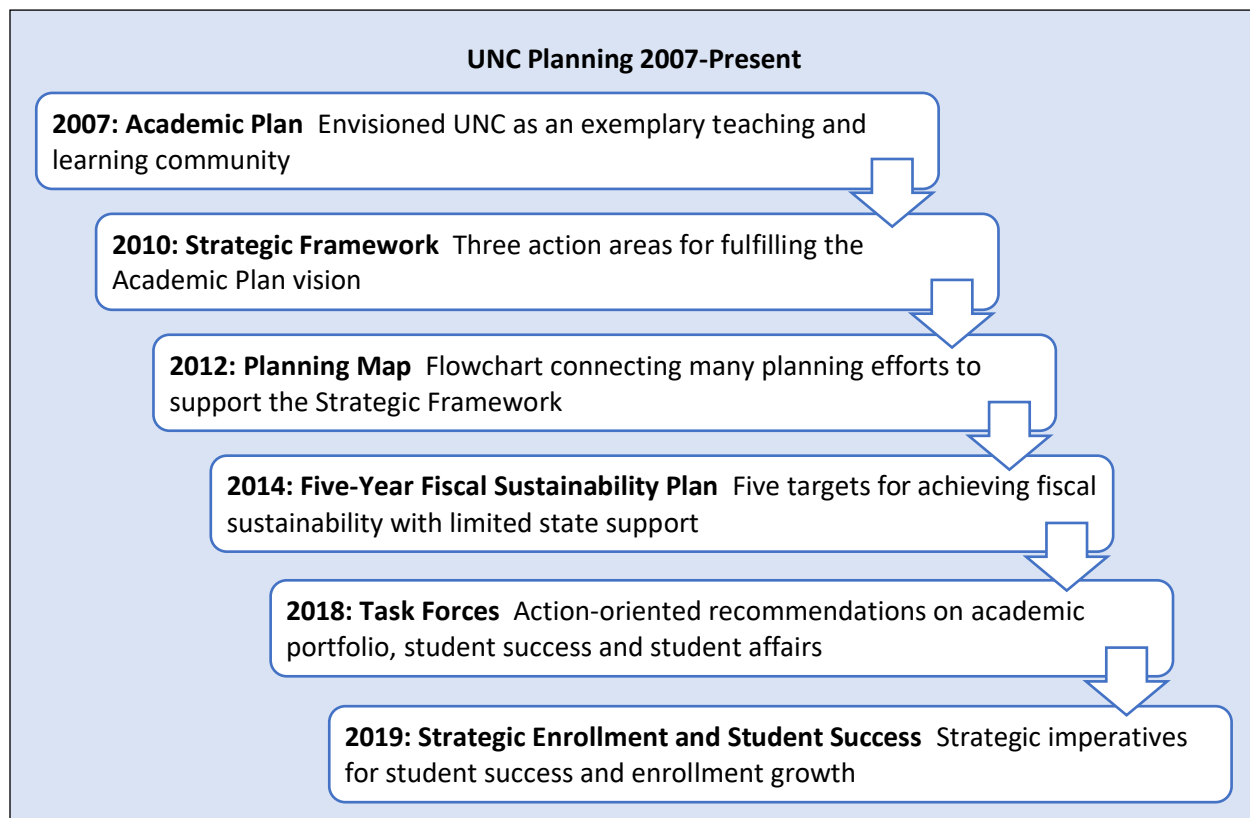 UNC Planning 2007-Present
2007: Academic Plan Envisioned UNC as an exemplary teaching and
learning community
2010: Strategic Framework Three action areas for fulfilling the
Academic Plan vision
2012: Planning Map Flowchart connecting many planning efforts to
support the Strategic Framework
2014: Five-Year Fiscal Sustainability Plan Five targets for achieving fiscal
sustainability with limited state support
2018: Task Forces Action-oriented recommendations on academic
portfolio, student success and student affairs
2019: Strategic Enrollment and Student Success Strategic imperatives
for student success and enrollment growth